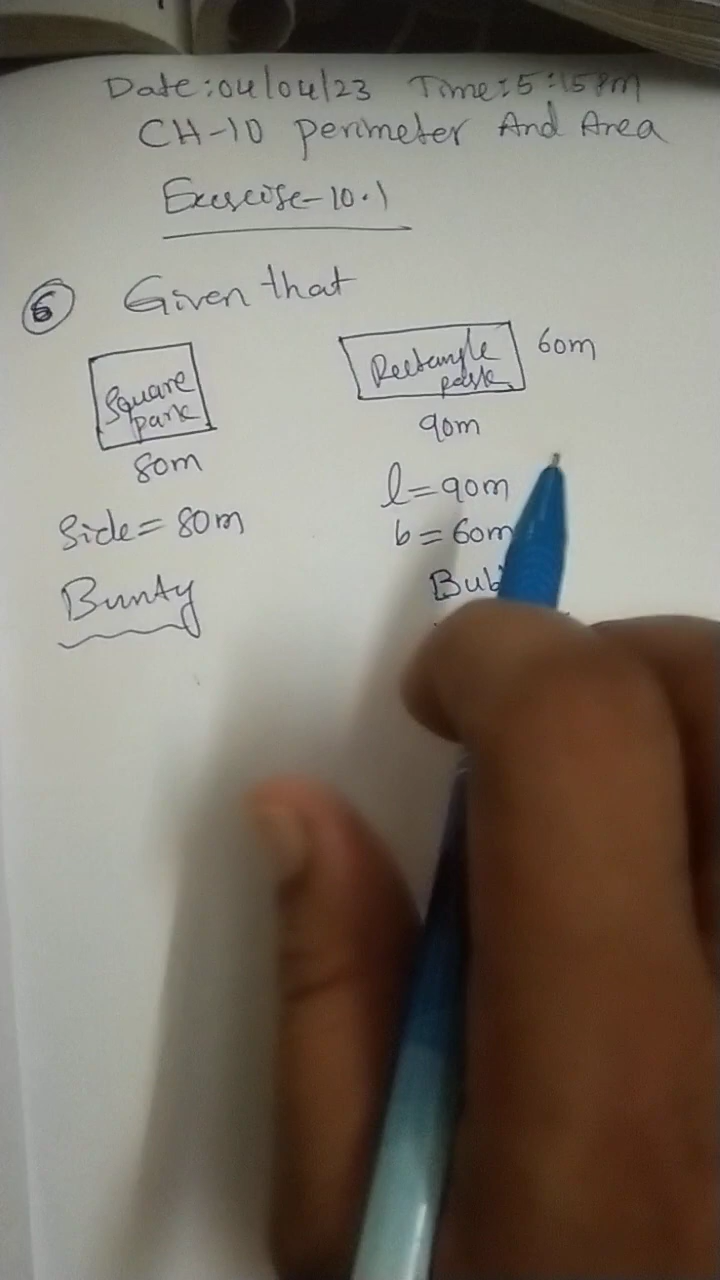 Date:04/04/23 Time:5:15PM
CH-10 Perimeter And Area
Exercise-10.1
6 Given that
Square
park
80m
Side=80m
Bunty
Rectangle
park
60m
90m
l=90m
b=60m
Bub